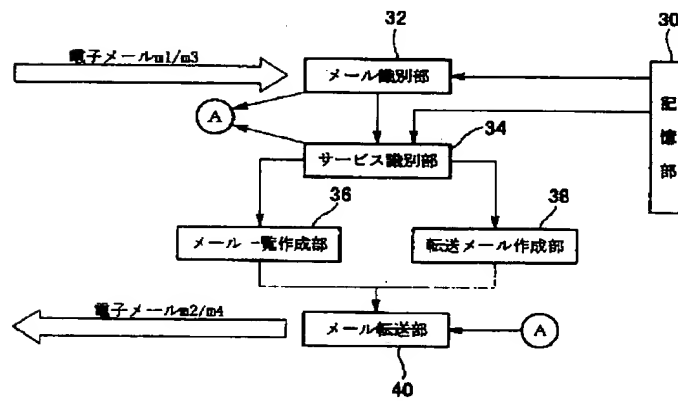 32
30
電子メールm1/m3
メール識別部
記憶部
A
34
サービス識別部
36
38
メール一覧作成部
転送メール作成部
電子メールm2/m4
メール転送部
A
40